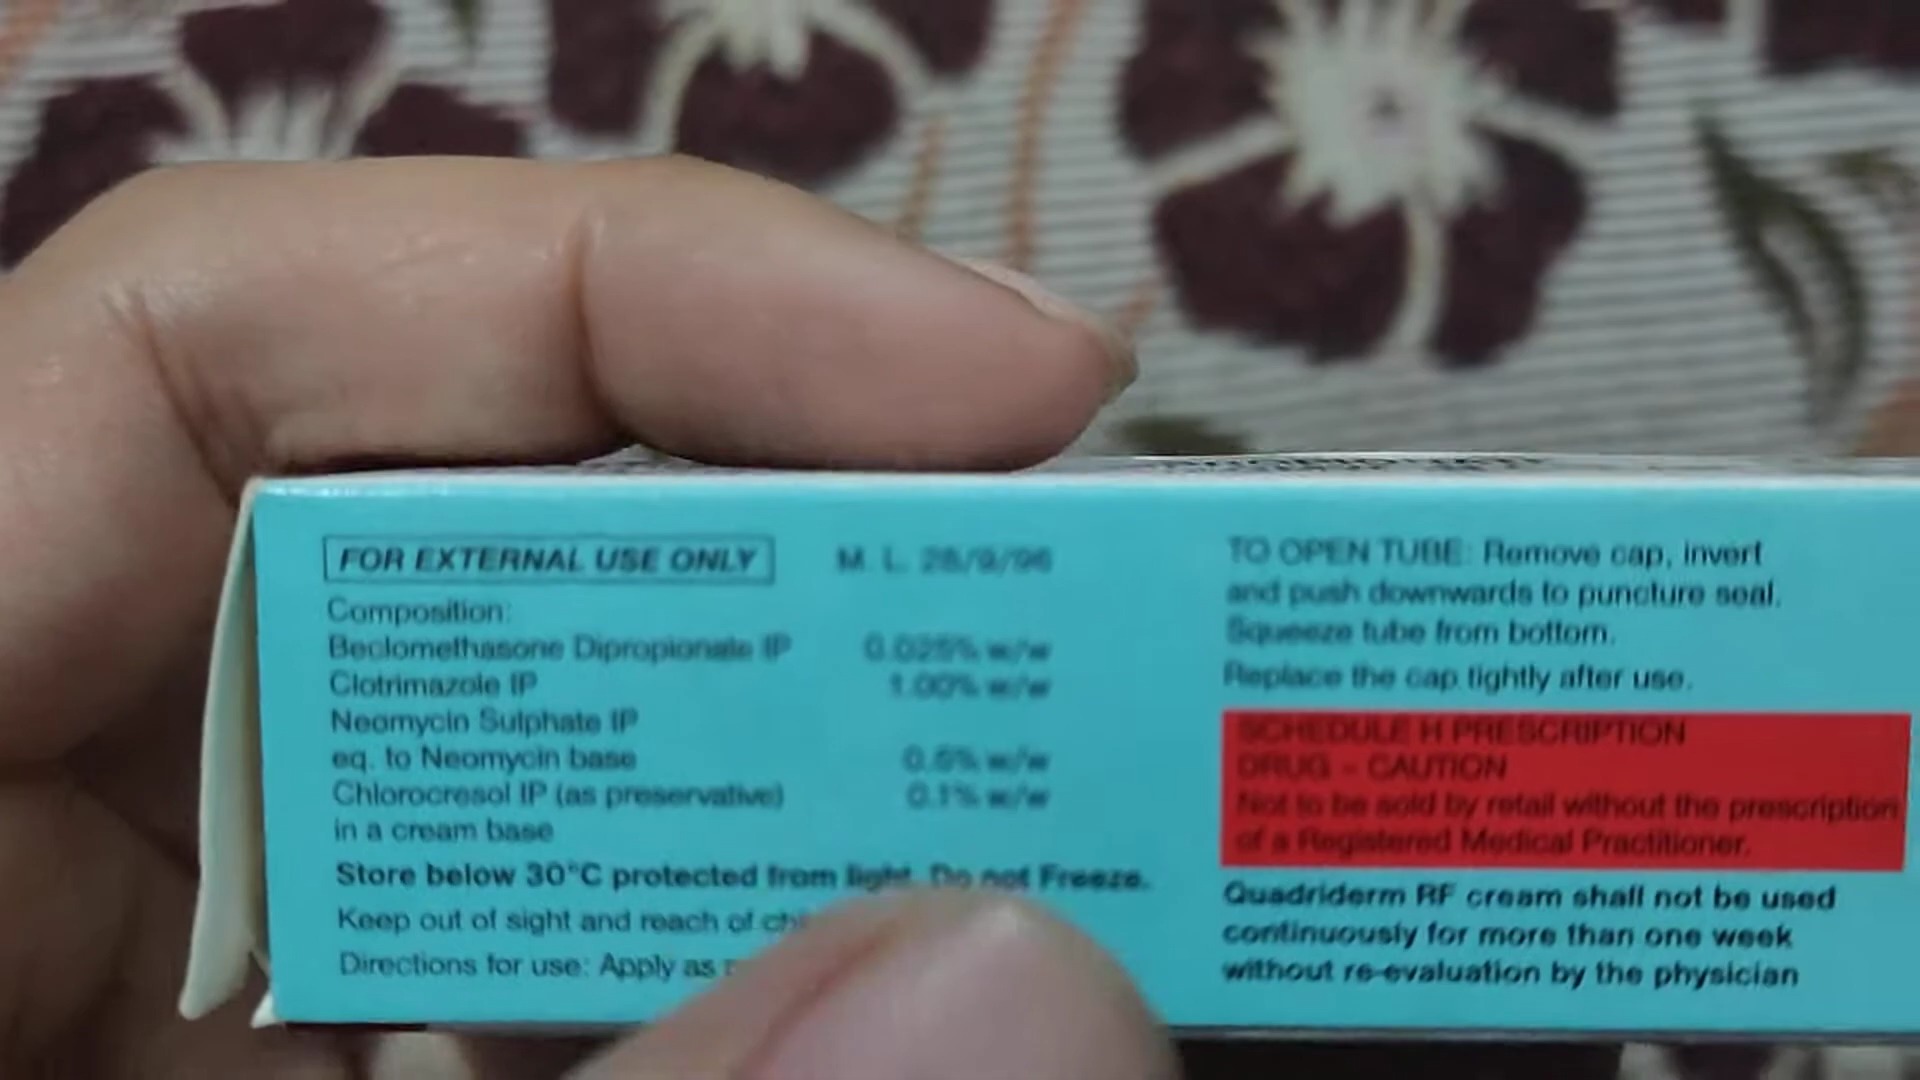 FOR EXTERNAL USE ONLY
M. L. 28/9/96
Composition:
Beclomethasone Dipropionate IP 0.025% w/w
Clotrimazole IP 1.00% w/w
Neomycin Sulphate IP
eq. to Neomycin base 0.5% w/w
Chlorocresol IP (as preservative) 0.1% w/w
in a cream base
Store below 30°C protected from light. Do not Freeze.
Keep out of sight and reach of
Directions for use: Apply as
TO OPEN TUBE: Remove cap, invert
and push downwards to puncture seal.
Squeeze tube from bottom.
Replace the cap tightly after use.
SCHEDULE H PRESCRIPTION
DRUG - CAUTION
Not to be sold by retail without the prescription
of a Registered Medical Practitioner.
Quadriderm RF cream shall not be used
continuously for more than one week
without re-evaluation by the physician